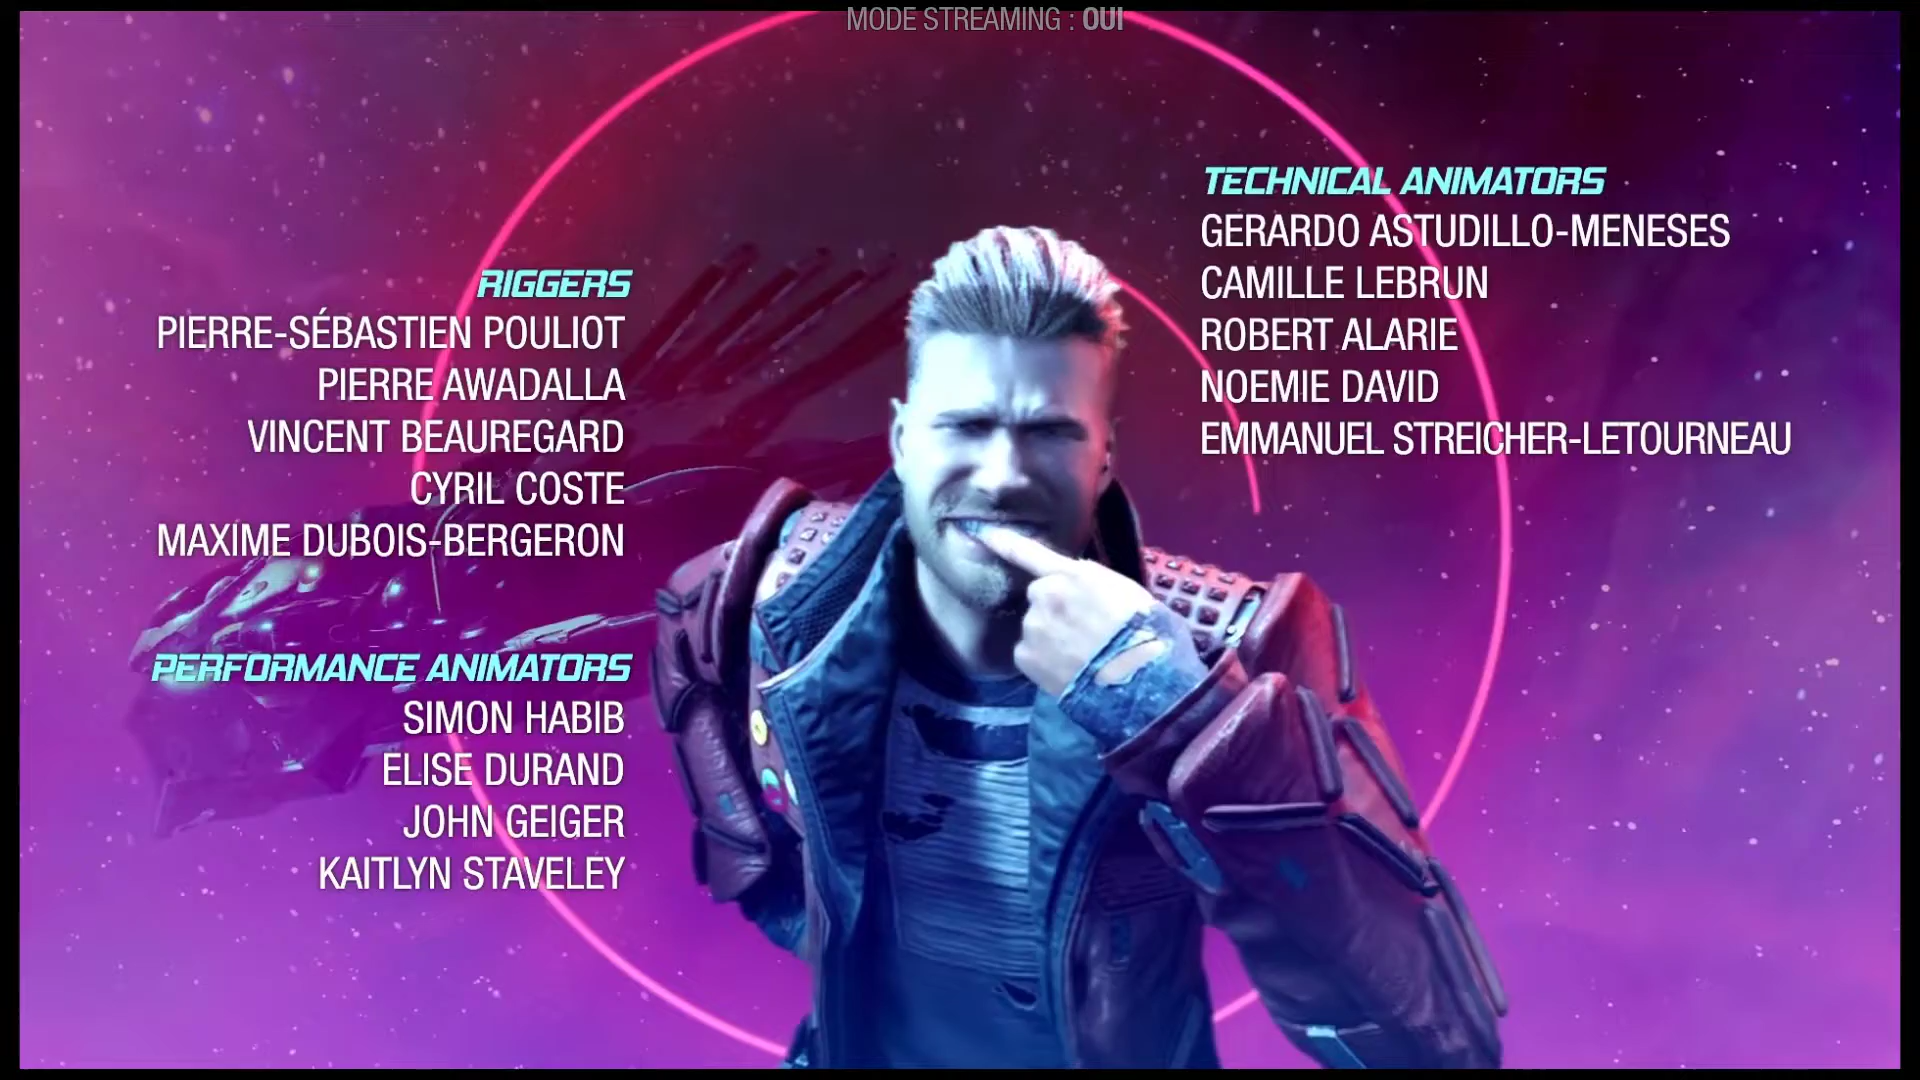 MODE STREAMING : OUI
RIGGERS
PIERRE-SÉBASTIEN POULIOT
PIERRE AWADALLA
VINCENT BEAUREGARD
CYRIL COSTE
MAXIME DUBOIS-BERGERON
PERFORMANCE ANIMATORS
SIMON HABIB
ELISE DURAND
JOHN GEIGER
KAITLYN STAVELEY
TECHNICAL ANIMATORS
GERARDO ASTUDILLO-MENESES
CAMILLE LEBRUN
ROBERT ALARIE
NOEMIE DAVID
EMMANUEL STREICHER-LETOURNEAU